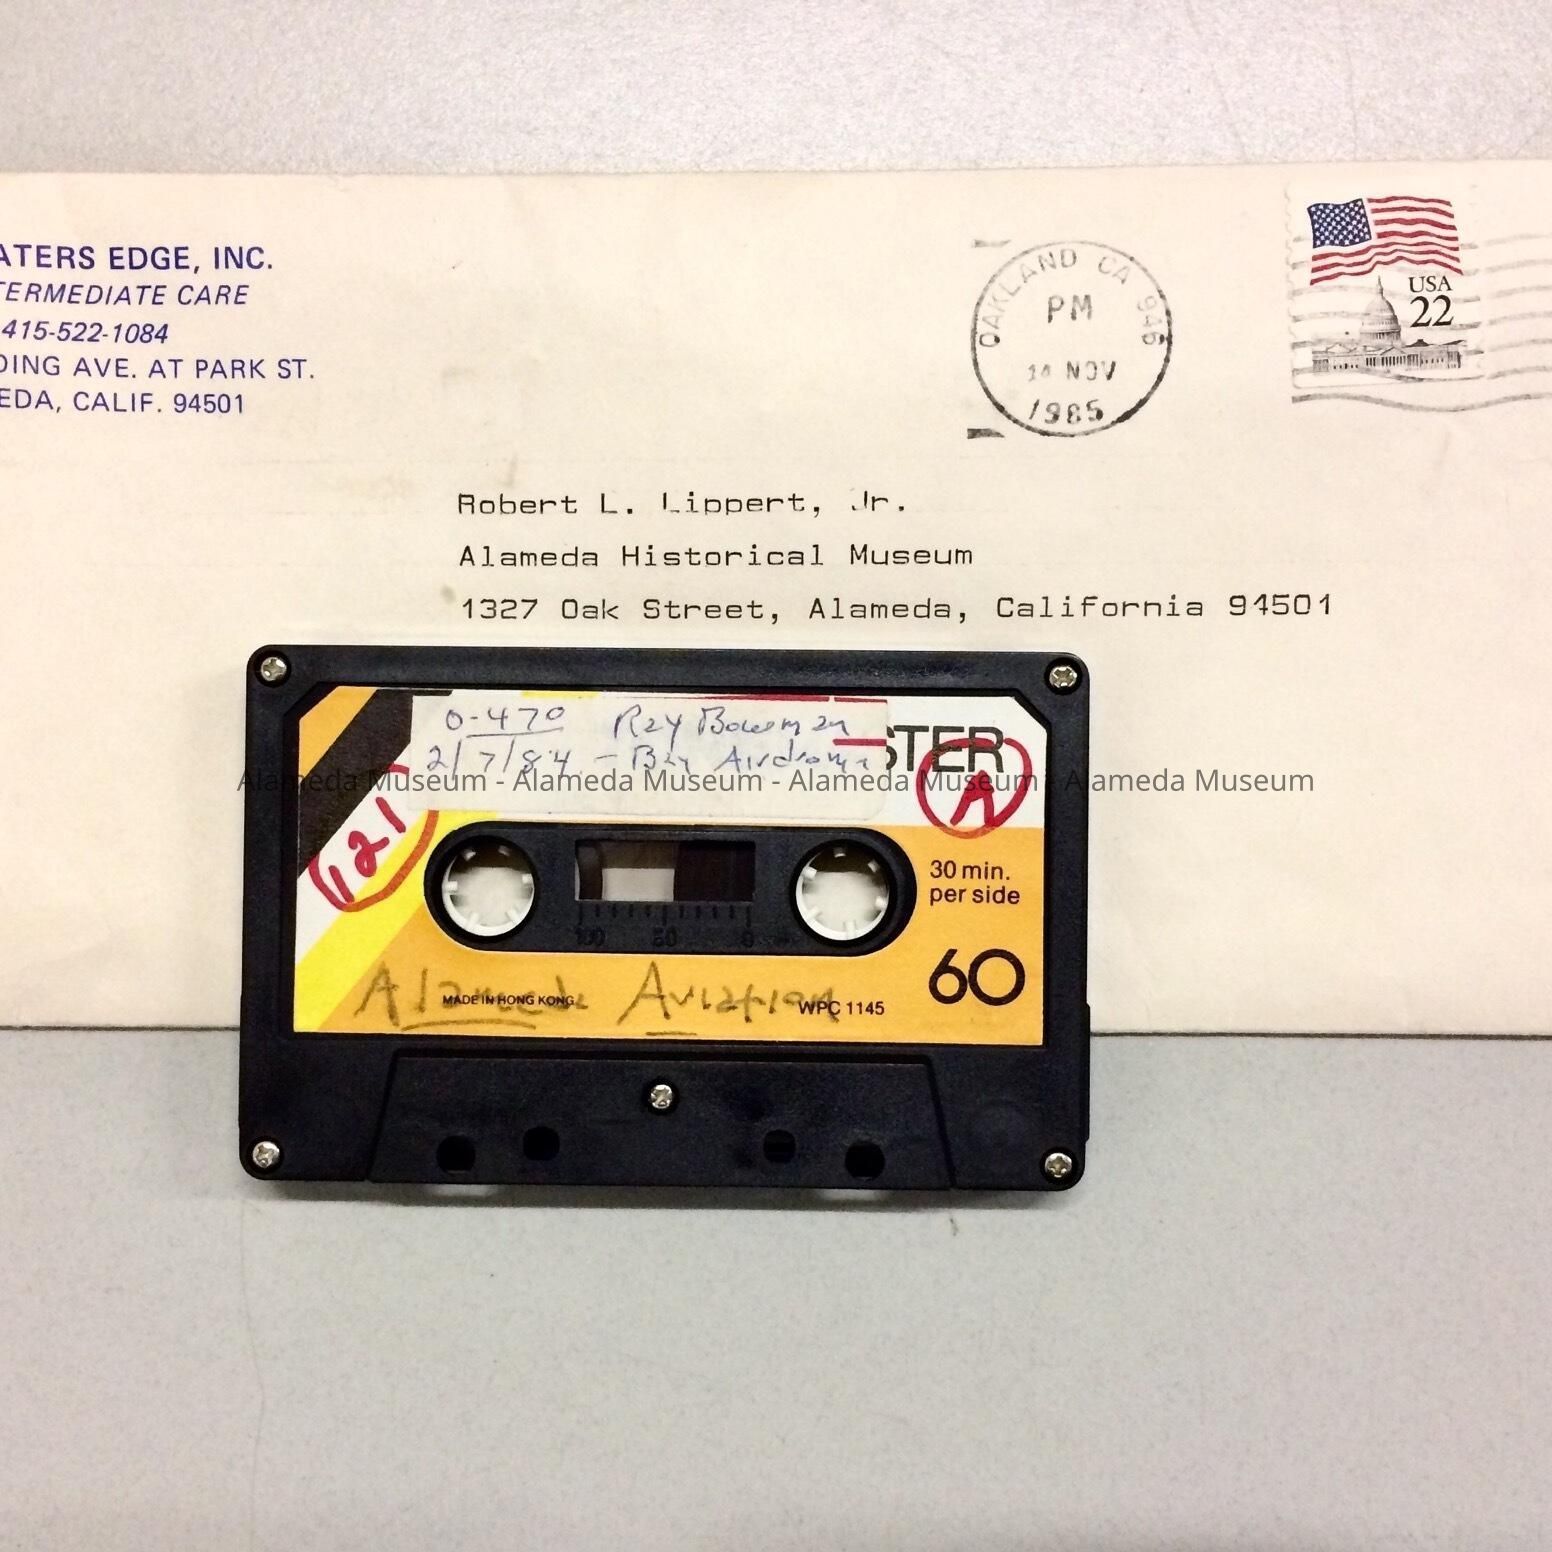 ATERS EDGE, INC.
TERMEDIATE CARE
415-522-1084
DING AVE. AT PARK ST.
EDA, CALIF. 94501
OAKLAND CA 946
PM
14 NOV
1985
USA
22
Robert L. Lippert, Jr.
Alameda Historical Museum
1327 Oak Street, Alameda, California 94501
0-470 Ray Bowman
2/7/84 - Bay Airdrome
STER
A
Alameda Museum - Alameda Museum - Alameda Museum - Alameda Museum
121
30 min.
per side
100 50 0
60
Alameda Aviation
MADE IN HONG KONG
WPC 1145